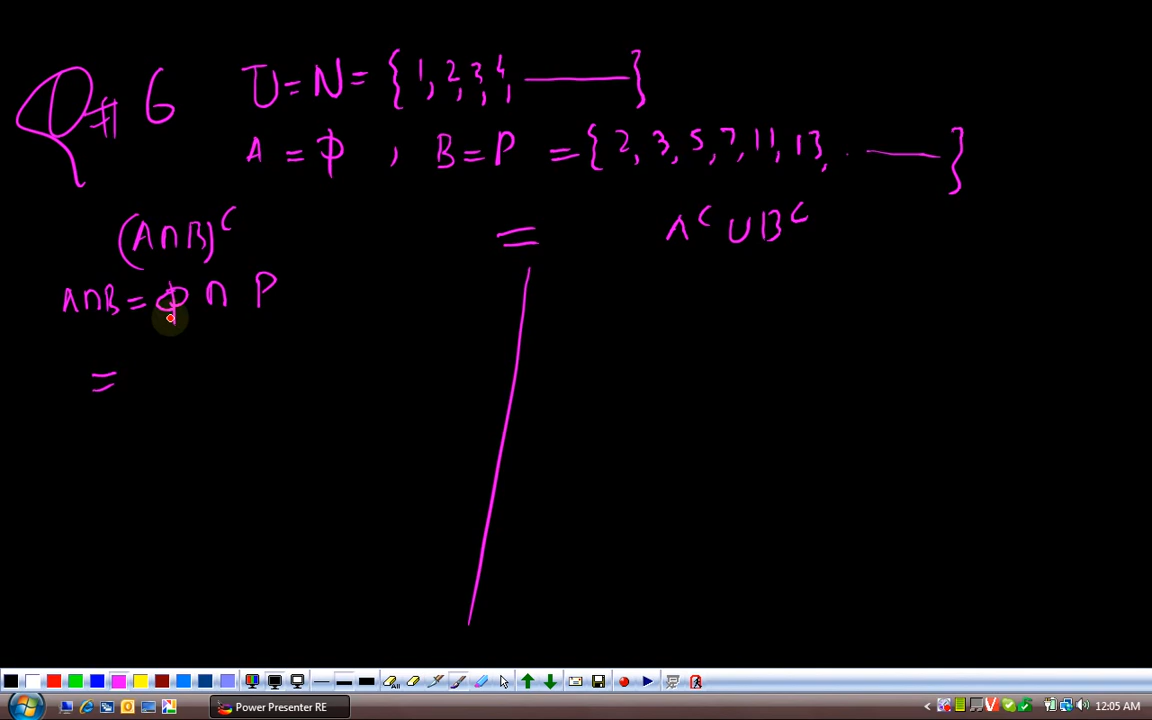 Q# 6 U = N = { 1, 2, 3, 4, ——— }
A = φ , B = P = { 2, 3, 5, 7, 11, 13, ——— }
(A∩B)ᶜ = Aᶜ ∪ Bᶜ
A∩B = φ ∩ P
=
Power Presenter RE
12:05 AM